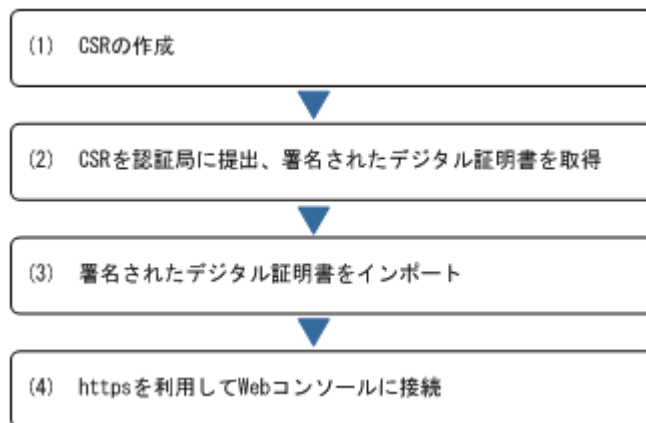 (1) CSRの作成
(2) CSRを認証局に提出、署名されたデジタル証明書を取得
(3) 署名されたデジタル証明書をインポート
(4) httpsを利用してWebコンソールに接続